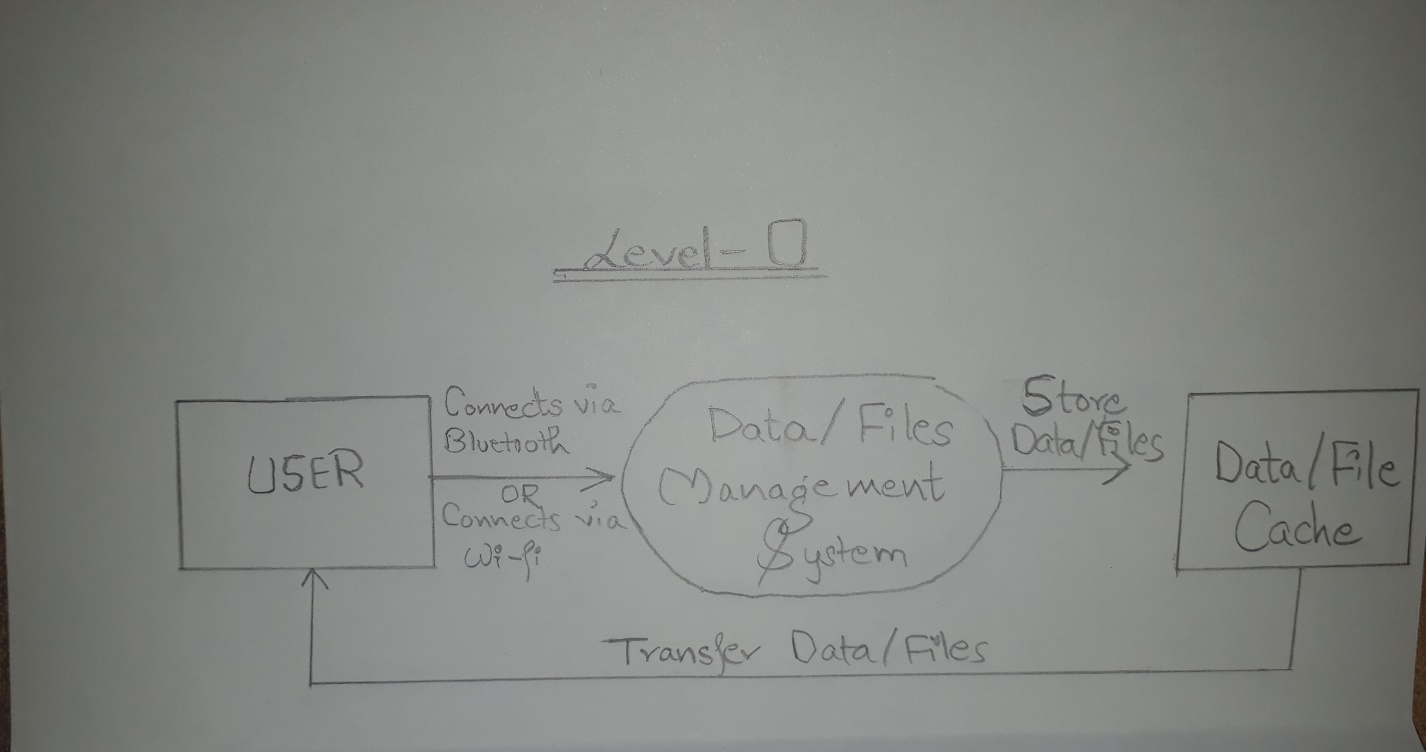 Level-0
USER
Connects via
Bluetooth
OR
Connects via
Wi-fi
Data/Files
Management
System
Store
Data/Files
Data/File
Cache
Transfer Data/Files